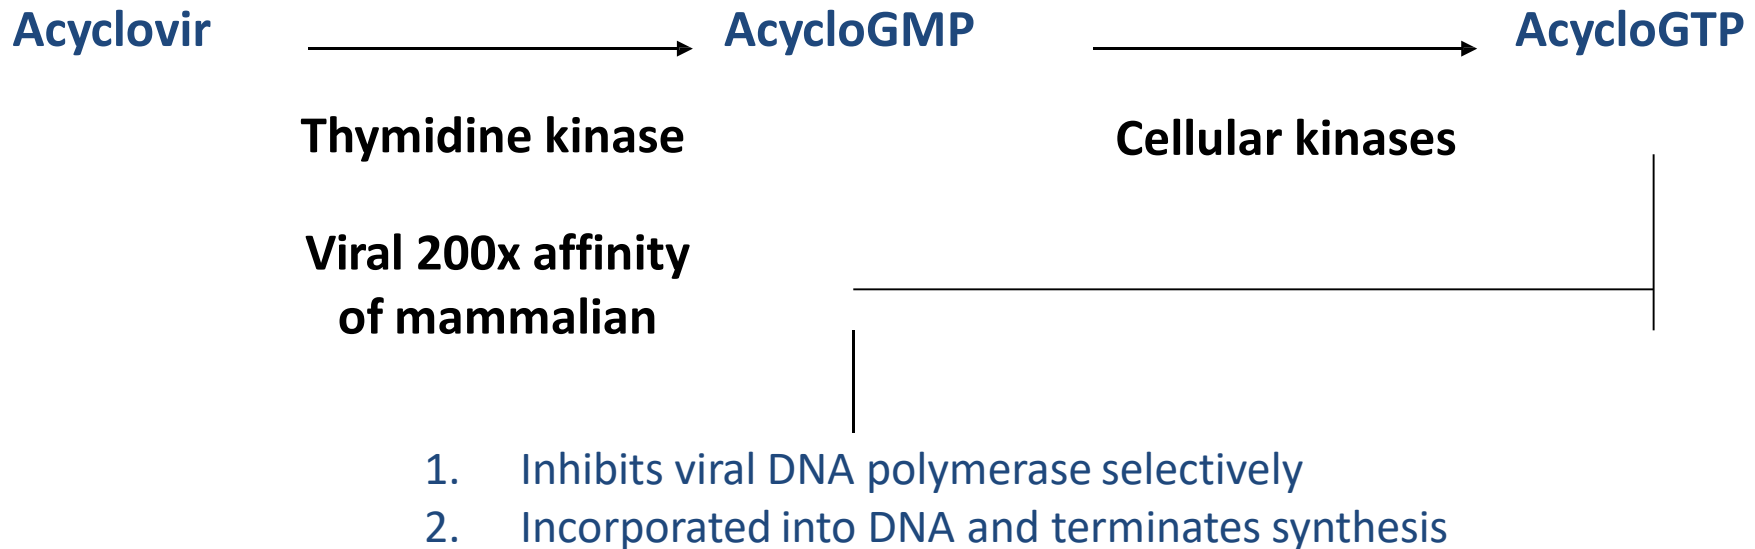 Acyclovir AcycloGMP AcycloGTP
Thymidine kinase Cellular kinases
Viral 200x affinity
of mammalian
1. Inhibits viral DNA polymerase selectively
2. Incorporated into DNA and terminates synthesis